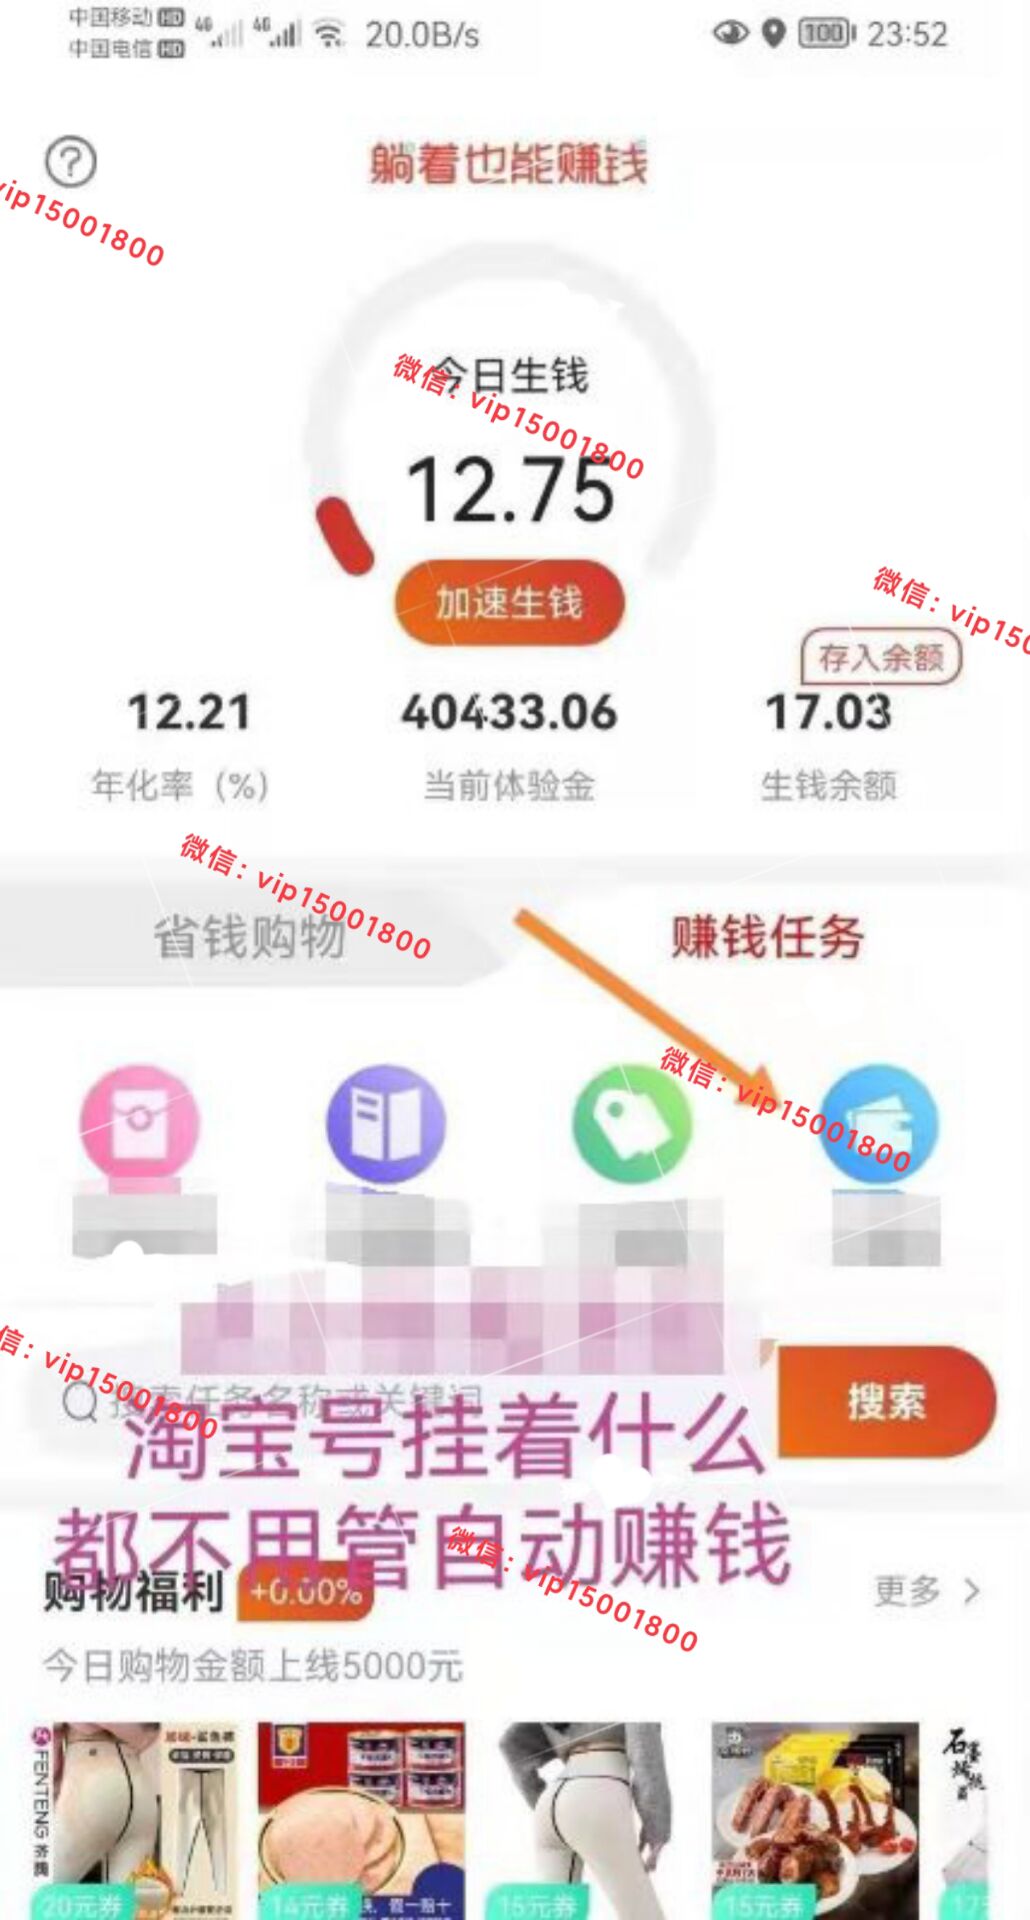 中国移动 HD 4G 4G 20.0B/s 100 23:52
中国电信 HD
躺着也能赚钱
vip15001800
今日生钱
微信: vip15001800
12.75
加速生钱
微信: vip150
存入余额
12.21 40433.06 17.03
年化率 (%) 当前体验金 生钱余额
微信: vip15001800
省钱购物 赚钱任务
微信: vip15001800
信: vip15001800
搜索任务名称或关键词 搜索
淘宝号挂着什么
都不用管自动赚钱
微信: vip15001800
购物福利 +0.00% 更多
今日购物金额上线5000元
FENTENG
20元券 14元券 15元券 15元券
假一赔十